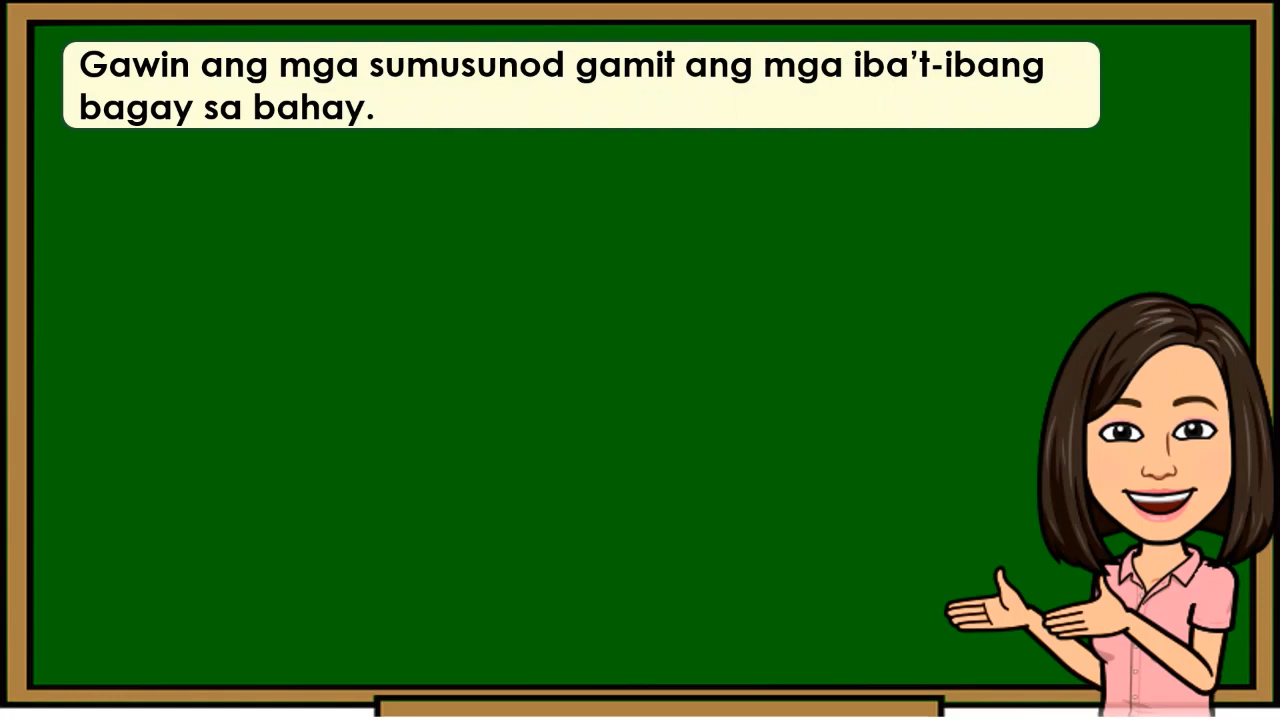 Gawin ang mga sumusunod gamit ang mga iba’t-ibang
bagay sa bahay.